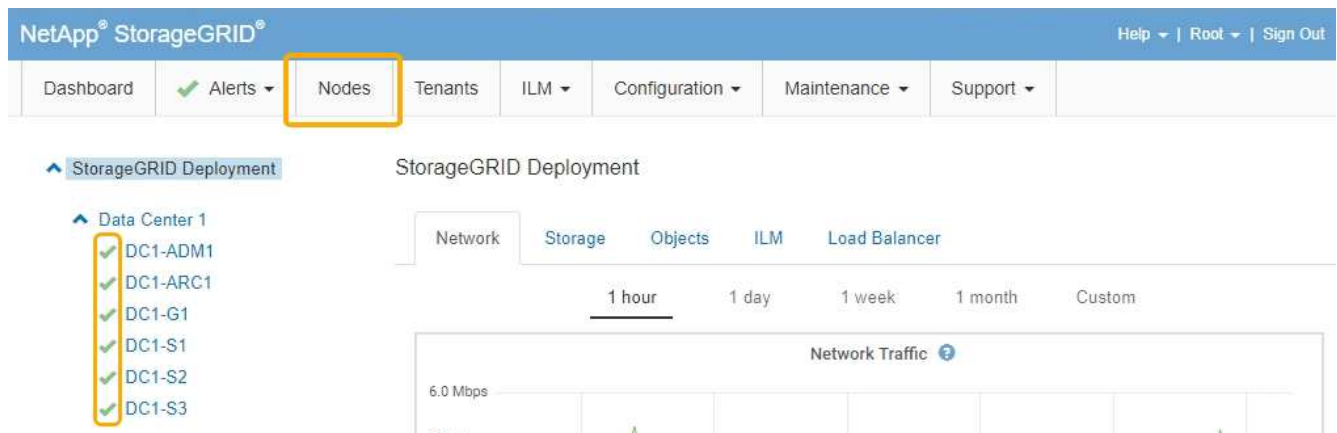 NetApp® StorageGRID®
Help | Root | Sign Out
Dashboard Alerts Nodes Tenants ILM Configuration Maintenance Support
StorageGRID Deployment
Data Center 1
DC1-ADM1
DC1-ARC1
DC1-G1
DC1-S1
DC1-S2
DC1-S3
StorageGRID Deployment
Network Storage Objects ILM Load Balancer
1 hour 1 day 1 week 1 month Custom
Network Traffic ?
6.0 Mbps